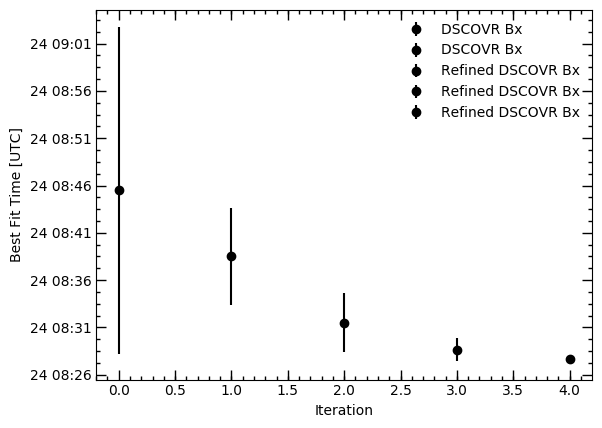 DSCOVR Bx
DSCOVR Bx
Refined DSCOVR Bx
Refined DSCOVR Bx
Refined DSCOVR Bx
24 09:01
24 08:56
24 08:51
24 08:46
24 08:41
24 08:36
24 08:31
24 08:26
Best Fit Time [UTC]
0.0 0.5 1.0 1.5 2.0 2.5 3.0 3.5 4.0
Iteration